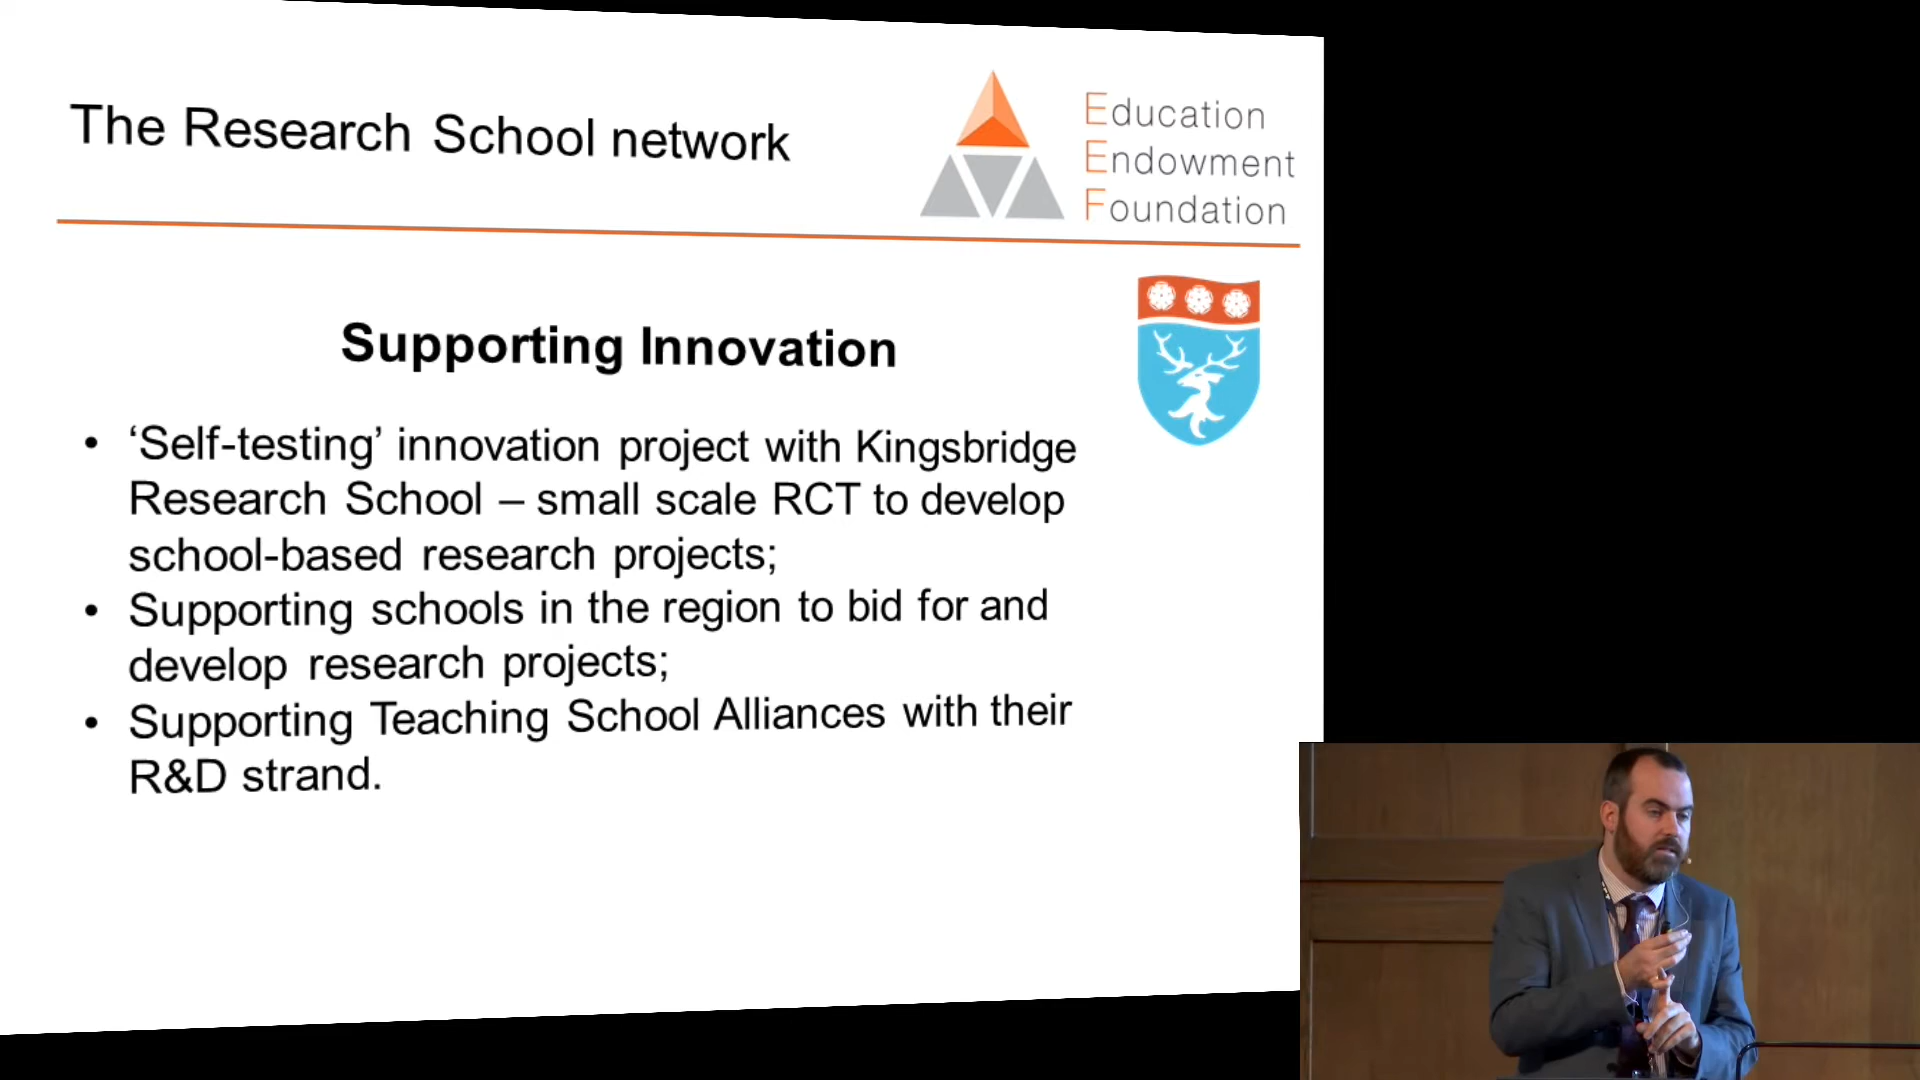 The Research School network
Education
Endowment
Foundation
Supporting Innovation
• ‘Self-testing’ innovation project with Kingsbridge
Research School – small scale RCT to develop
school-based research projects;
• Supporting schools in the region to bid for and
develop research projects;
• Supporting Teaching School Alliances with their
R&D strand.